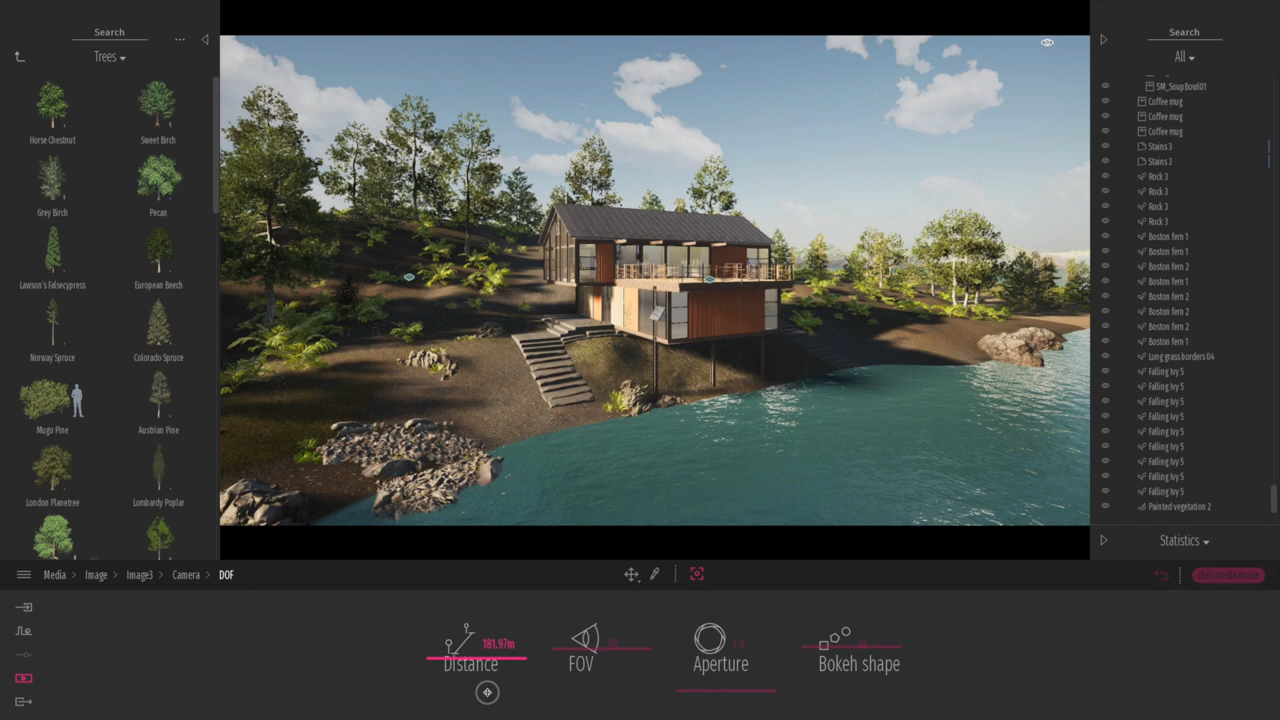 Search
Trees
Horse Chestnut
Sweet Birch
Grey Birch
Pecan
Lawson's Falsecypress
European Beech
Norway Spruce
Colorado Spruce
Mugo Pine
Austrian Pine
London Planetree
Lombardy Poplar
Search
All
SM_SoupBowl01
Coffee mug
Coffee mug
Coffee mug
Stains 3
Stains 3
Rock 3
Rock 3
Rock 3
Rock 3
Boston fern 1
Boston fern 1
Boston fern 2
Boston fern 1
Boston fern 2
Boston fern 2
Boston fern 2
Boston fern 1
Long grass borders 04
Falling Ivy 5
Falling Ivy 5
Falling Ivy 5
Falling Ivy 5
Falling Ivy 5
Falling Ivy 5
Falling Ivy 5
Falling Ivy 5
Falling Ivy 5
Painted vegetation 2
Statistics
Media > Image > Image3 > Camera > DOF
Quit media mode
181.97m
Distance
FOV
Aperture
Bokeh shape